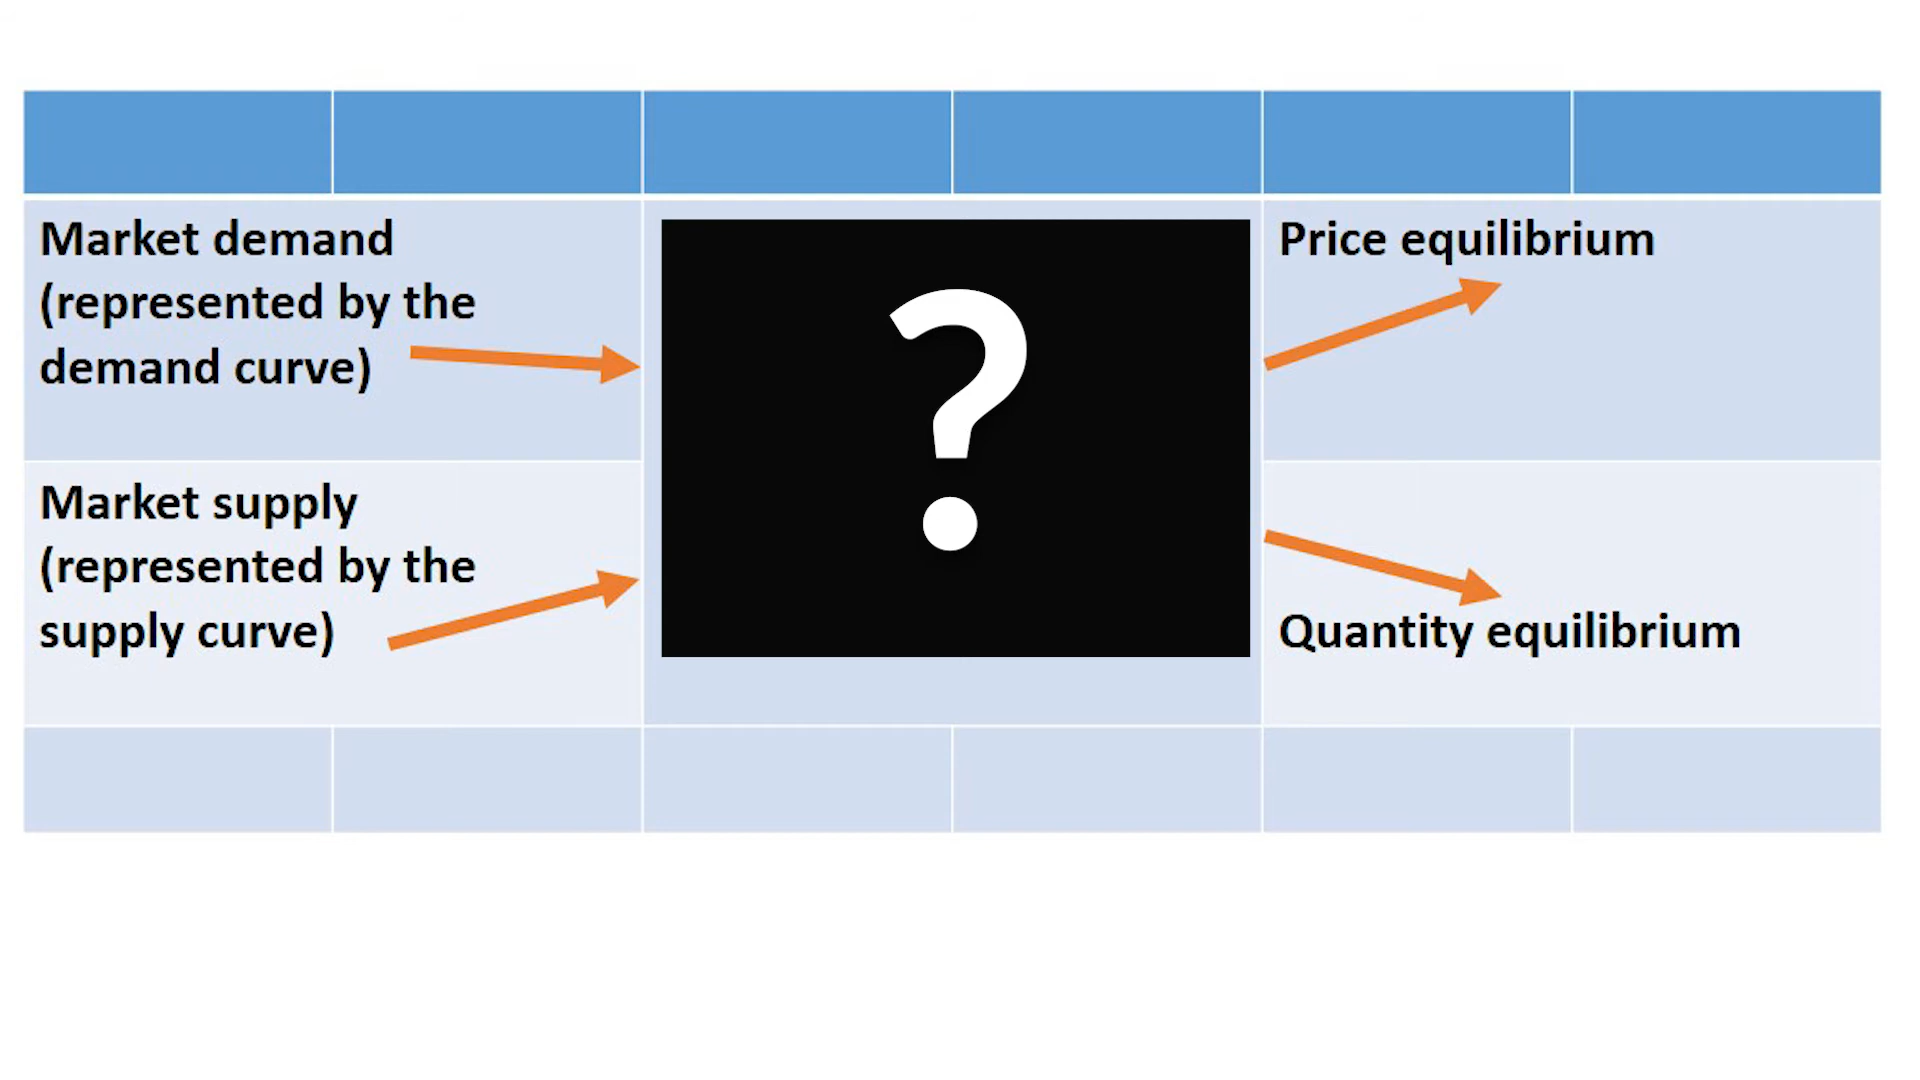 Market demand
(represented by the
demand curve)
?
Price equilibrium
Market supply
(represented by the
supply curve)
Quantity equilibrium